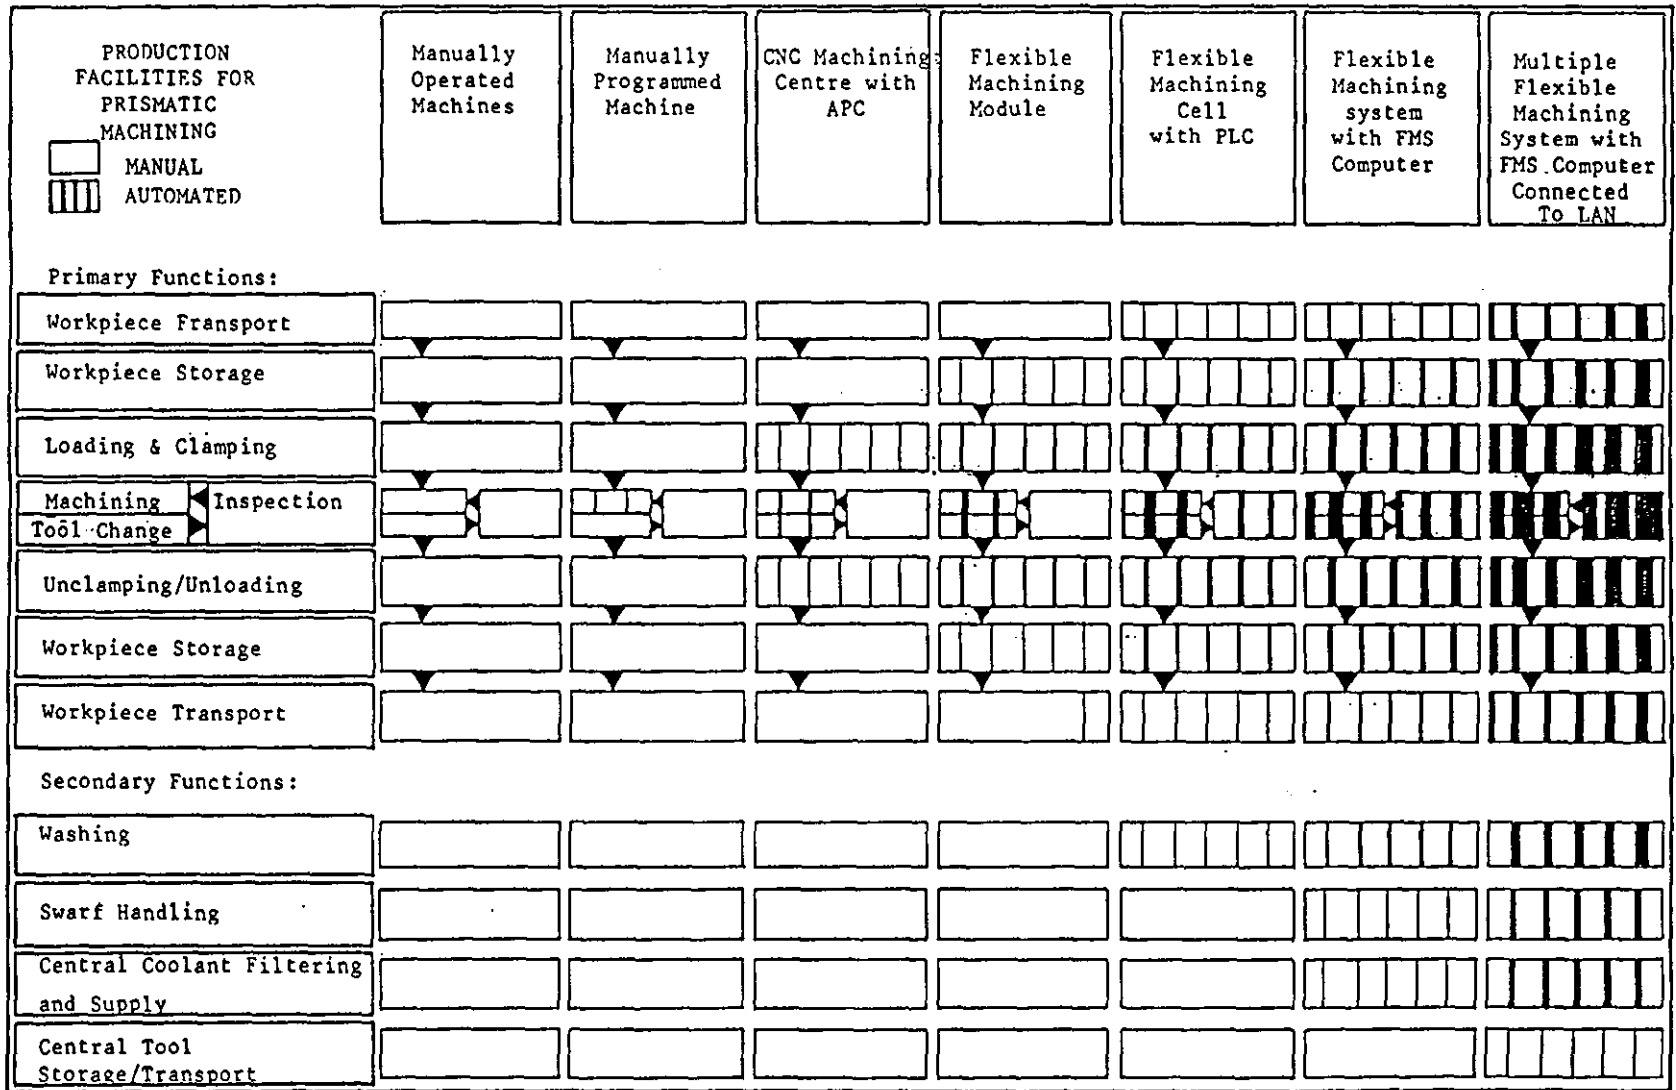 PRODUCTION
FACILITIES FOR
PRISMATIC
MACHINING
MANUAL
AUTOMATED
Manually
Operated
Machines
Manually
Programmed
Machine
CNC Machining
Centre with
APC
Flexible
Machining
Module
Flexible
Machining
Cell
with PLC
Flexible
Machining
system
with FMS
Computer
Multiple
Flexible
Machining
System with
FMS Computer
Connected
To LAN
Primary Functions:
Workpiece Fransport
Workpiece Storage
Loading & Clamping
Machining
Tool Change
Inspection
Unclamping/Unloading
Workpiece Storage
Workpiece Transport
Secondary Functions:
Washing
Swarf Handling
Central Coolant Filtering
and Supply
Central Tool
Storage/Transport